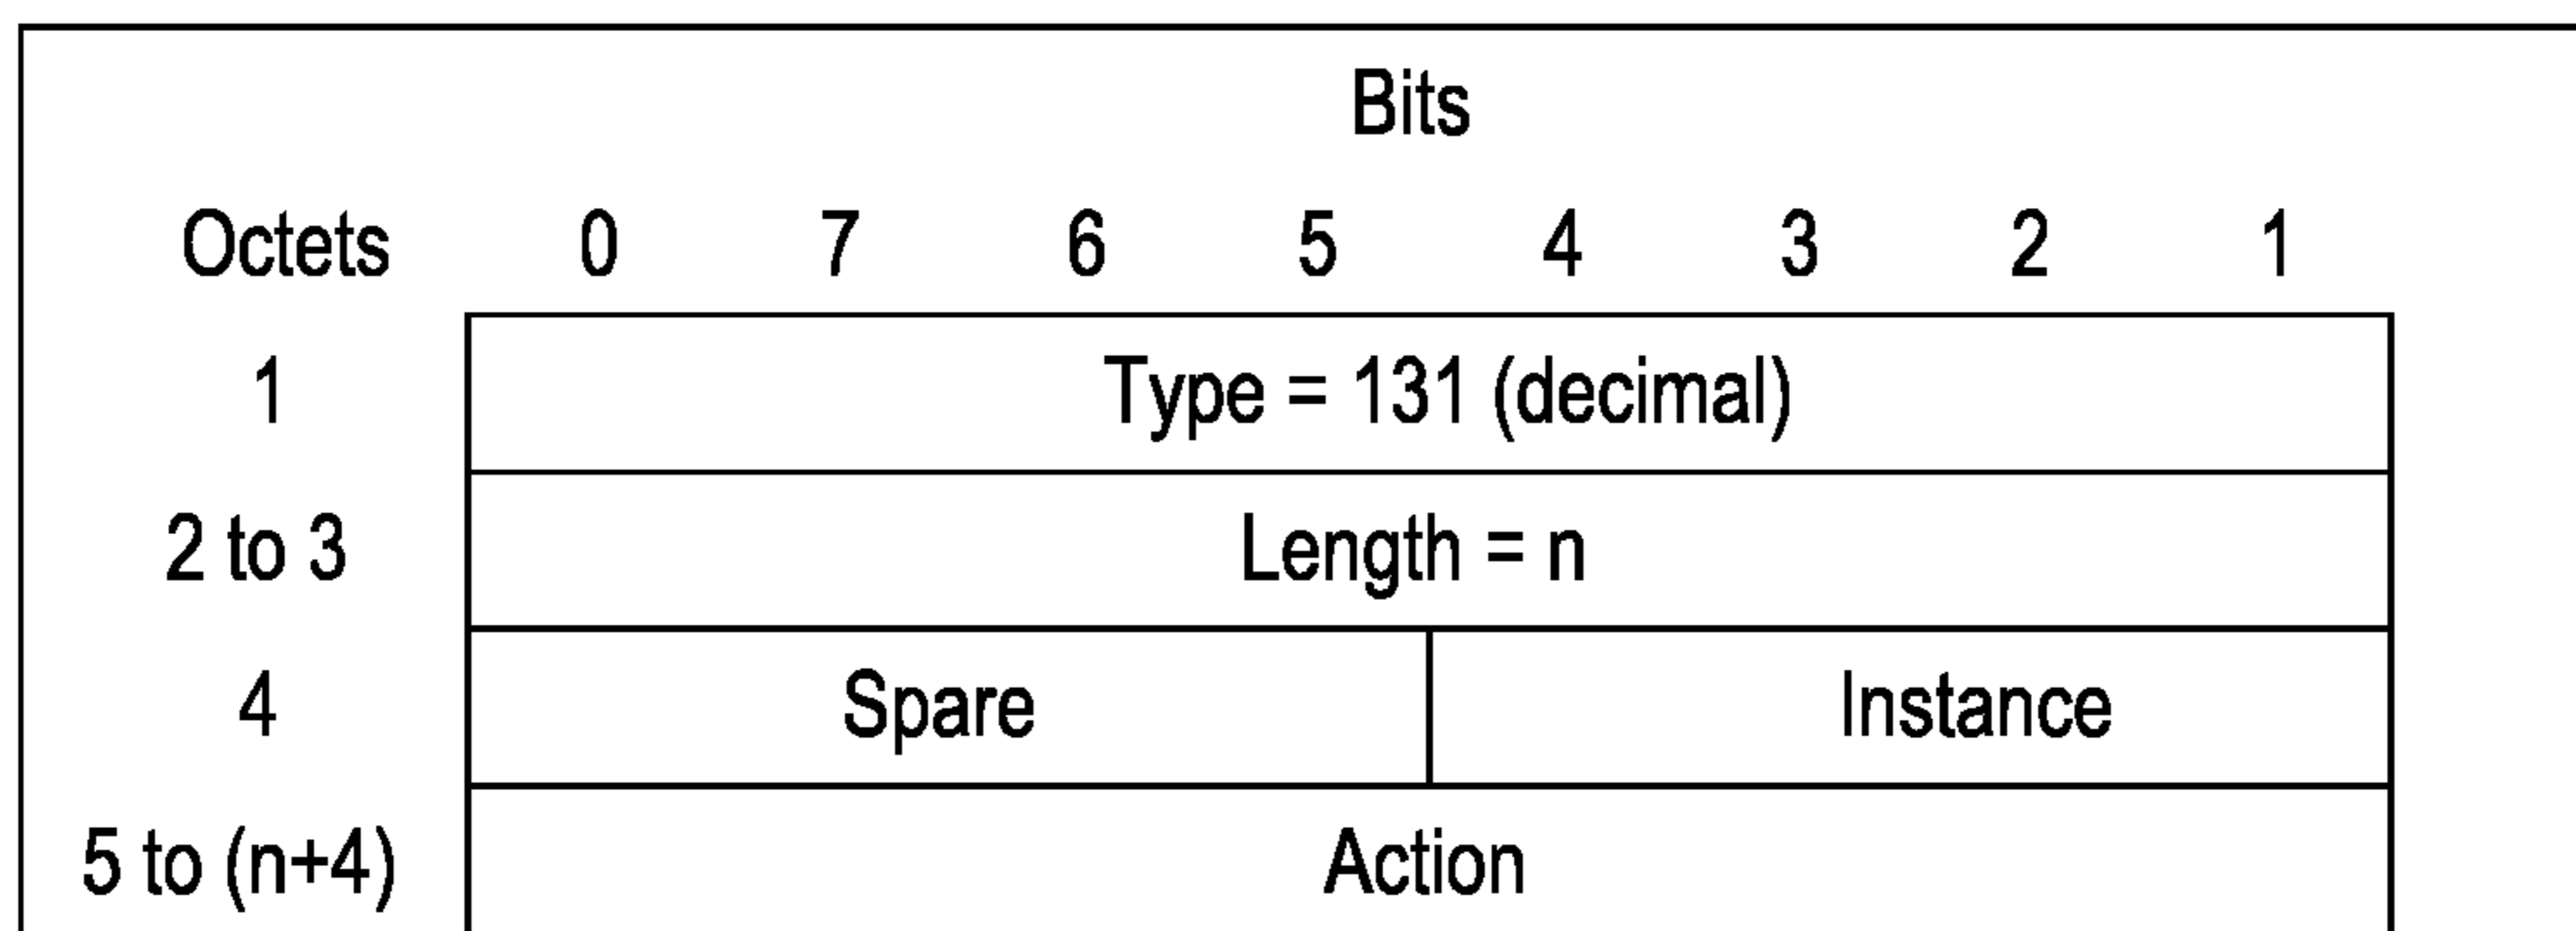 Bits
Octets 0 7 6 5 4 3 2 1
1 Type = 131 (decimal)
2 to 3 Length = n
4 Spare Instance
5 to (n+4) Action